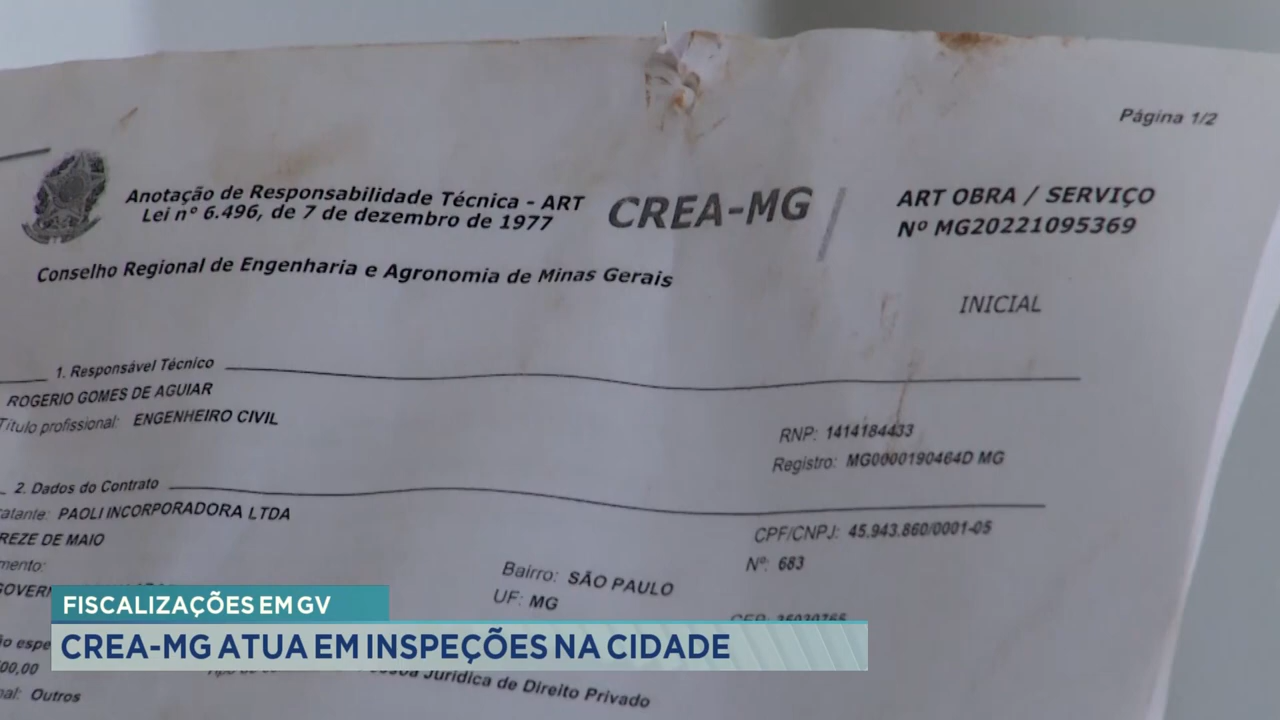 Página 1/2
Anotação de Responsabilidade Técnica - ART
Lei nº 6.496, de 7 de dezembro de 1977
CREA-MG
ART OBRA / SERVIÇO
Nº MG20221095369
Conselho Regional de Engenharia e Agronomia de Minas Gerais
INICIAL
1. Responsável Técnico
ROGERIO GOMES DE AGUIAR
Título profissional: ENGENHEIRO CIVIL
RNP: 1414184433
Registro: MG0000190464D MG
2. Dados do Contrato
PAOLI INCORPORADORA LTDA
CPF/CNPJ: 45.943.860/0001-05
DE MAIO
Nº: 683
Bairro: SÃO PAULO
UF: MG
FISCALIZAÇÕES EM GV
CREA-MG ATUA EM INSPEÇÕES NA CIDADE
Jurídica de Direito Privado
Outros